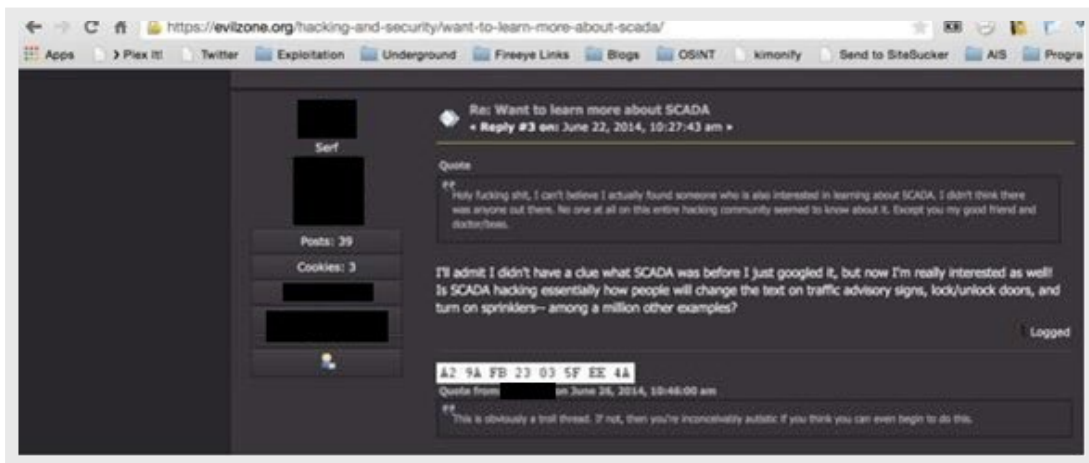 https://evilzone.org/hacking-and-security/want-to-learn-more-about-scada/
Apps > Plex It! Twitter Exploitation Underground Fireeye Links Blogs OSINT kimonify Send to SiteSucker AIS Progra
Re: Want to learn more about SCADA
« Reply #3 on: June 22, 2014, 10:27:43 am »
Serf
Posts: 39
Cookies: 3
Quote
Holy fucking shit, I can't believe I actually found someone who is also interested in learning about SCADA. I didn't think there
was anyone out there. No one at all on this entire hacking community seemed to know about it. Except you my good friend and
doctor/boss.
I'll admit I didn't have a clue what SCADA was before I just googled it, but now I'm really interested as well!
Is SCADA hacking essentially how people will change the text on traffic advisory signs, lock/unlock doors, and
turn on sprinklers-- among a million other examples?
Logged
A2 9A FB 23 03 5F EE 4A
Quote from on June 26, 2014, 10:46:00 am
This is obviously a troll thread. If not, then you're inconceivably autistic if you think you can even begin to do this.